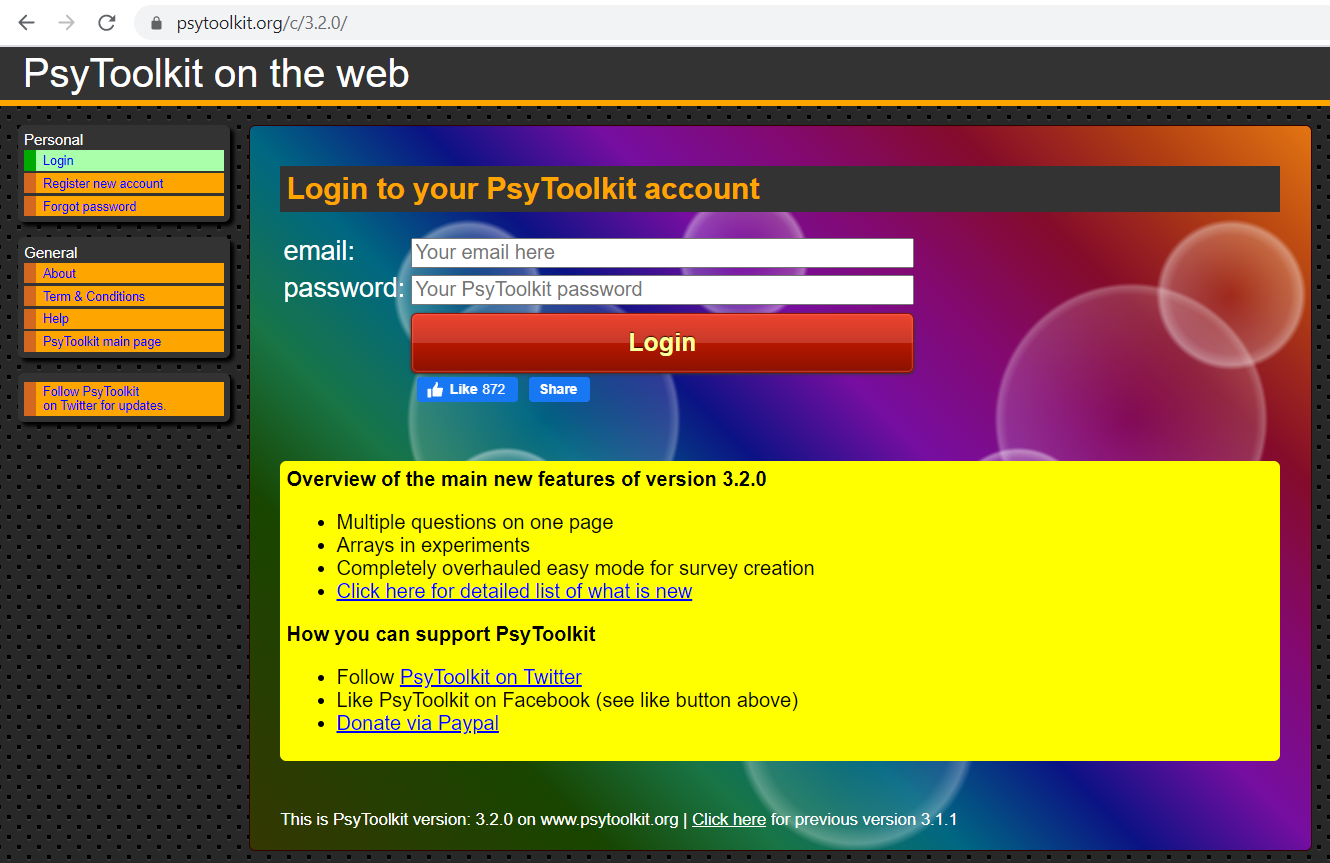 psytoolkit.org/c/3.2.0/
PsyToolkit on the web
Personal
Login
Register new account
Forgot password
General
About
Term & Conditions
Help
PsyToolkit main page
Follow PsyToolkit
on Twitter for updates.
Login to your PsyToolkit account
email: Your email here
password: Your PsyToolkit password
Login
Like 872 Share
Overview of the main new features of version 3.2.0
• Multiple questions on one page
• Arrays in experiments
• Completely overhauled easy mode for survey creation
• Click here for detailed list of what is new
How you can support PsyToolkit
• Follow PsyToolkit on Twitter
• Like PsyToolkit on Facebook (see like button above)
• Donate via Paypal
This is PsyToolkit version: 3.2.0 on www.psytoolkit.org | Click here for previous version 3.1.1